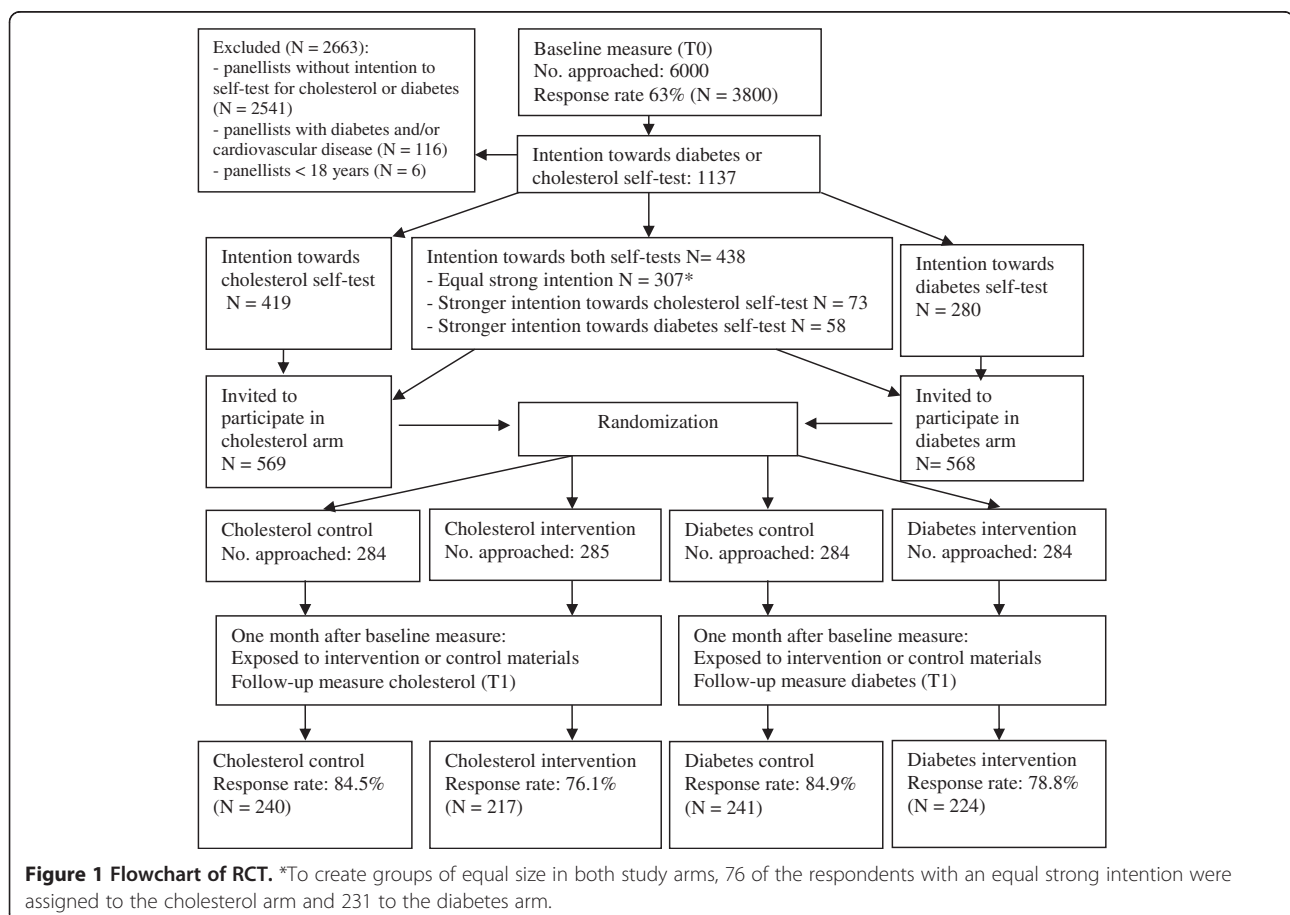 Excluded (N = 2663):
- panellists without intention to
self-test for cholesterol or diabetes
(N = 2541)
- panellists with diabetes and/or
cardiovascular disease (N = 116)
- panellists < 18 years (N = 6)
Baseline measure (T0)
No. approached: 6000
Response rate 63% (N = 3800)
Intention towards diabetes or
cholesterol self-test: 1137
Intention towards
cholesterol self-test
N = 419
Intention towards both self-tests N= 438
- Equal strong intention N = 307*
- Stronger intention towards cholesterol self-test N = 73
- Stronger intention towards diabetes self-test N = 58
Intention towards
diabetes self-test
N = 280
Invited to
participate in
cholesterol arm
N = 569
Randomization
Invited to
participate in
diabetes arm
N= 568
Cholesterol control
No. approached: 284
Cholesterol intervention
No. approached: 285
Diabetes control
No. approached: 284
Diabetes intervention
No. approached: 284
One month after baseline measure:
Exposed to intervention or control materials
Follow-up measure cholesterol (T1)
One month after baseline measure:
Exposed to intervention or control materials
Follow-up measure diabetes (T1)
Cholesterol control
Response rate: 84.5%
(N = 240)
Cholesterol intervention
Response rate: 76.1%
(N = 217)
Diabetes control
Response rate: 84.9%
(N = 241)
Diabetes intervention
Response rate: 78.8%
(N = 224)
Figure 1 Flowchart of RCT. *To create groups of equal size in both study arms, 76 of the respondents with an equal strong intention were
assigned to the cholesterol arm and 231 to the diabetes arm.